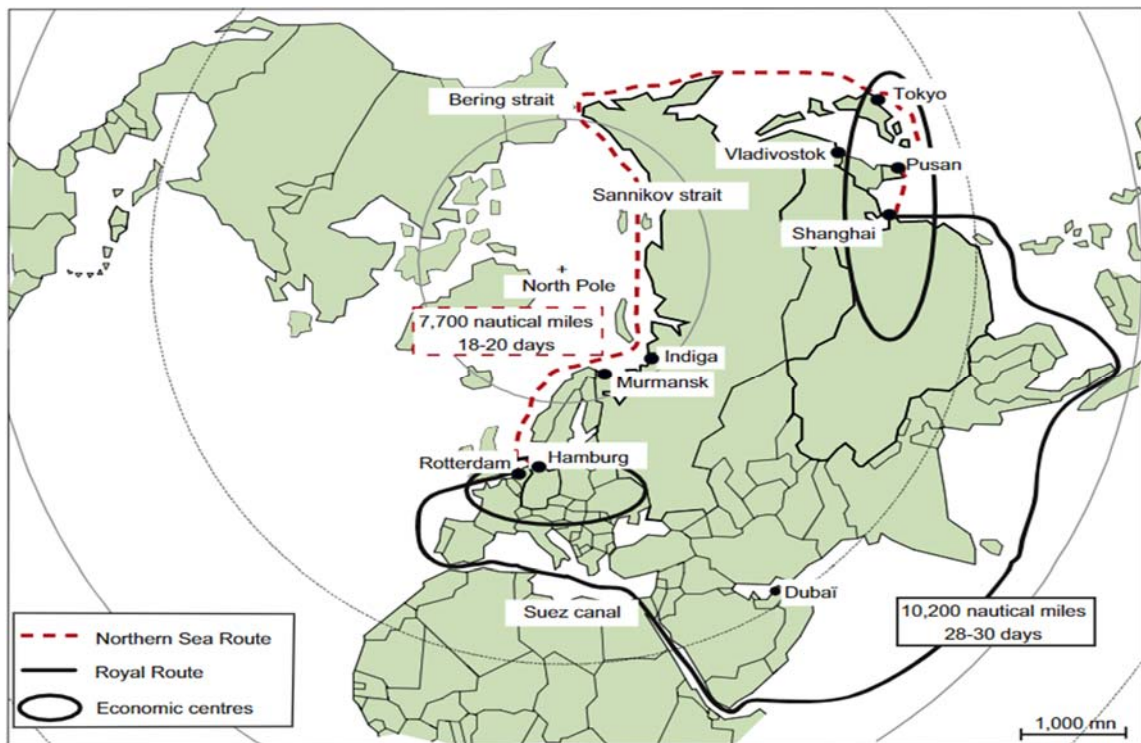 Bering strait
Tokyo
Vladivostok
Pusan
Sannikov strait
Shanghai
+
North Pole
7,700 nautical miles
18-20 days
Indiga
Murmansk
Rotterdam
Hamburg
Suez canal
Dubaï
10,200 nautical miles
28-30 days
Northern Sea Route
Royal Route
Economic centres
1,000 mn